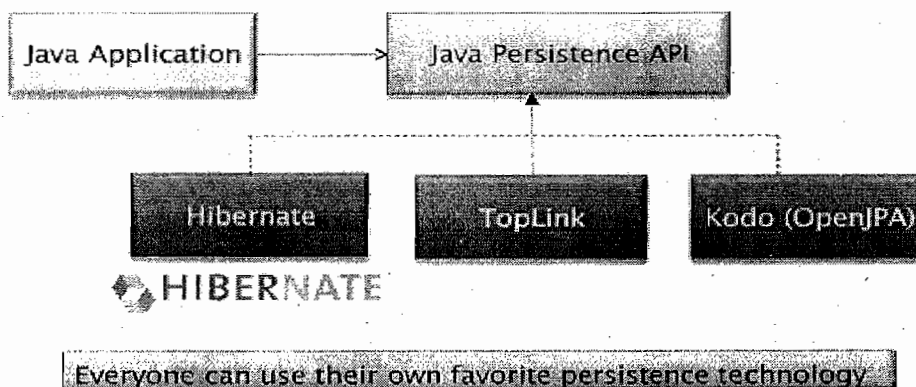 Java Application
Java Persistence API
Hibernate
TopLink
Kodo (OpenJPA)
HIBERNATE
Everyone can use their own favorite persistence technology